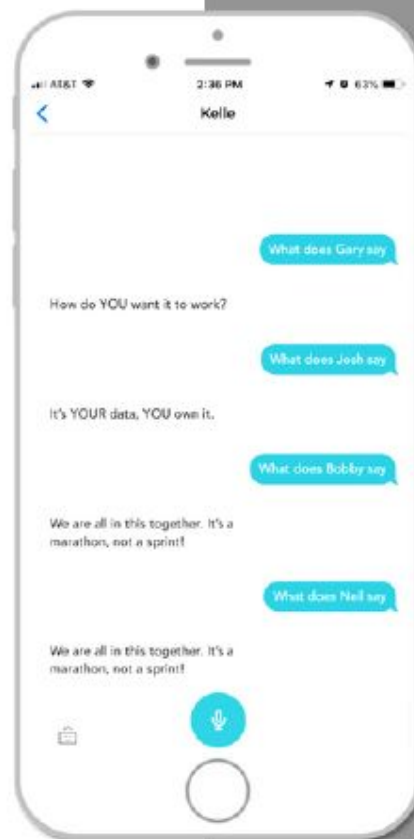 AT&T 2:36 PM 63%
Kelle
What does Gary say
How do YOU want it to work?
What does Josh say
It's YOUR data, YOU own it.
What does Bobby say
We are all in this together. It's a
marathon, not a sprint!
What does Neil say
We are all in this together. It's a
marathon, not a sprint!